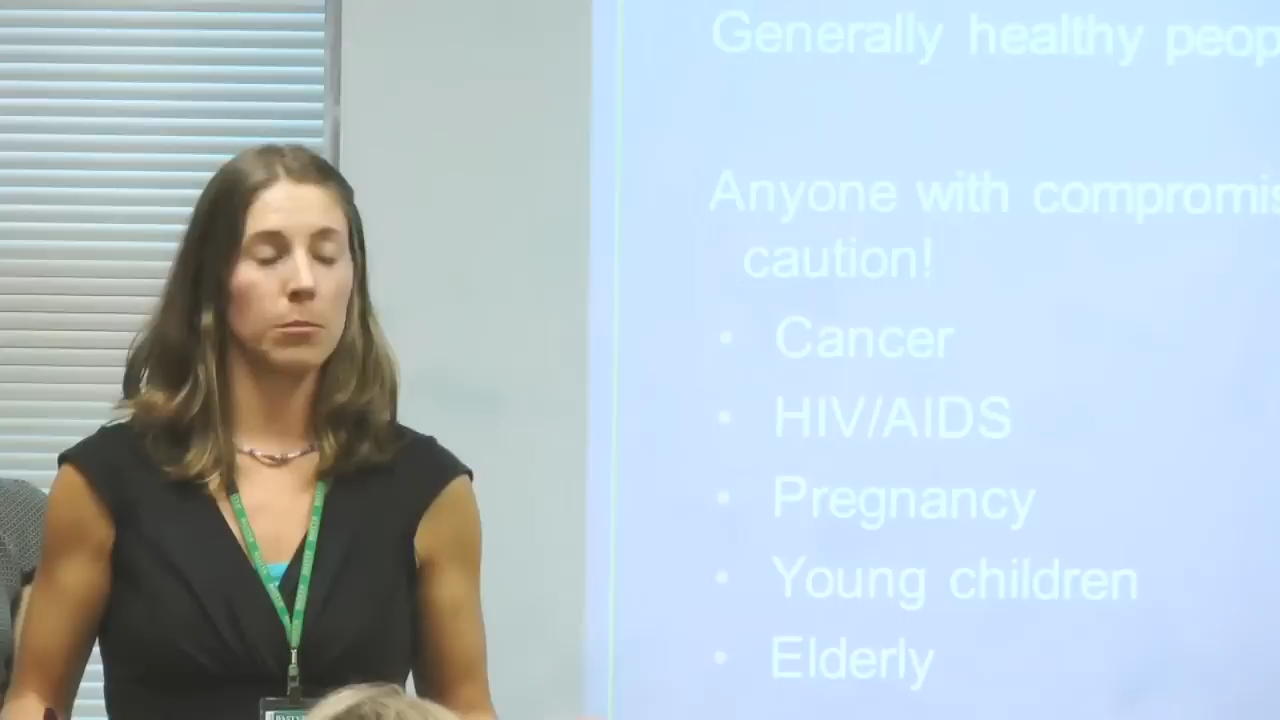 Generally healthy peop
Anyone with compromis
caution!
• Cancer
• HIV/AIDS
• Pregnancy
• Young children
• Elderly